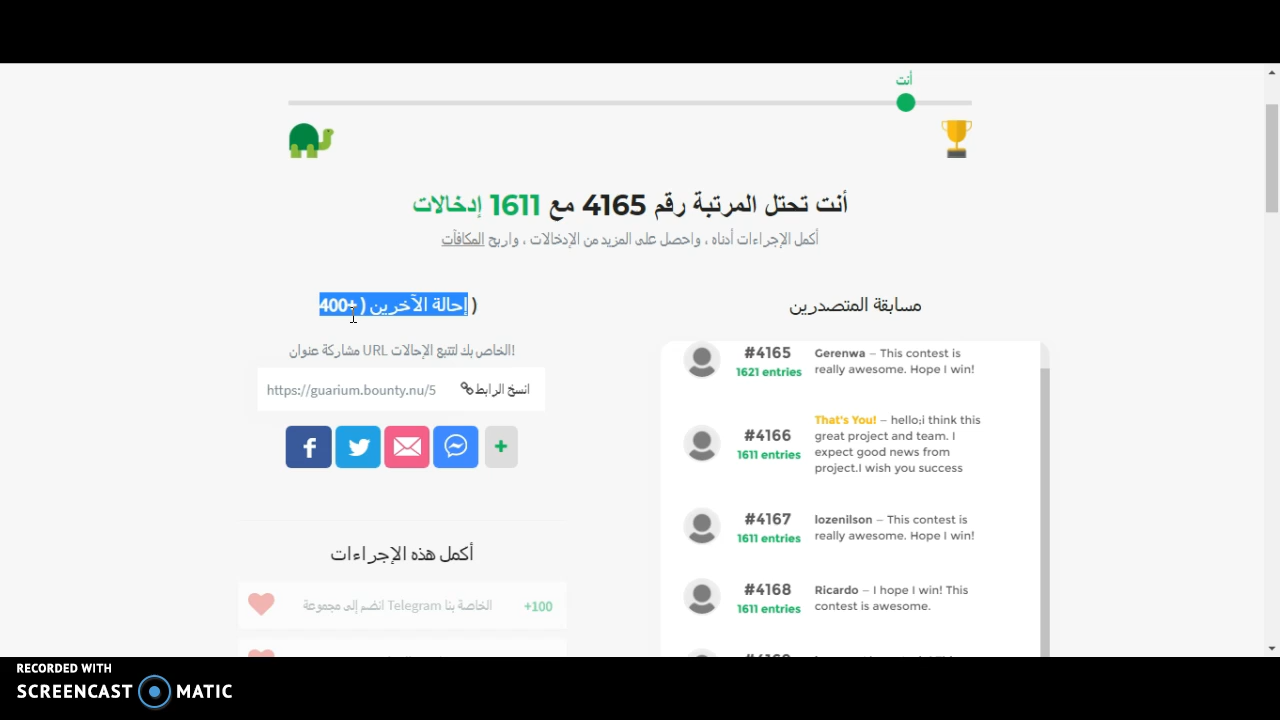 أنت
أنت تحتل المرتبة رقم 4165 مع 1611 إدخالات
أكمل الإجراءات أدناه ، واحصل على المزيد من الإدخالات ، واربح المكافآت
( إحالة الآخرين ( +400
!الخاص بك لتتبع الإحالات URL مشاركة عنوان
https://guarium.bounty.nu/5 انسخ الرابط
أكمل هذه الإجراءات
الخاصة بنا Telegram انضم إلى مجموعة +100
مسابقة المتصدرين
#4165 Gerenwa – This contest is
1621 entries really awesome. Hope I win!
That's You! – hello;i think this
#4166 great project and team. I
1611 entries expect good news from
project.I wish you success
#4167 lozenilson – This contest is
1611 entries really awesome. Hope I win!
#4168 Ricardo – I hope I win! This
1611 entries contest is awesome.
RECORDED WITH
SCREENCAST MATIC